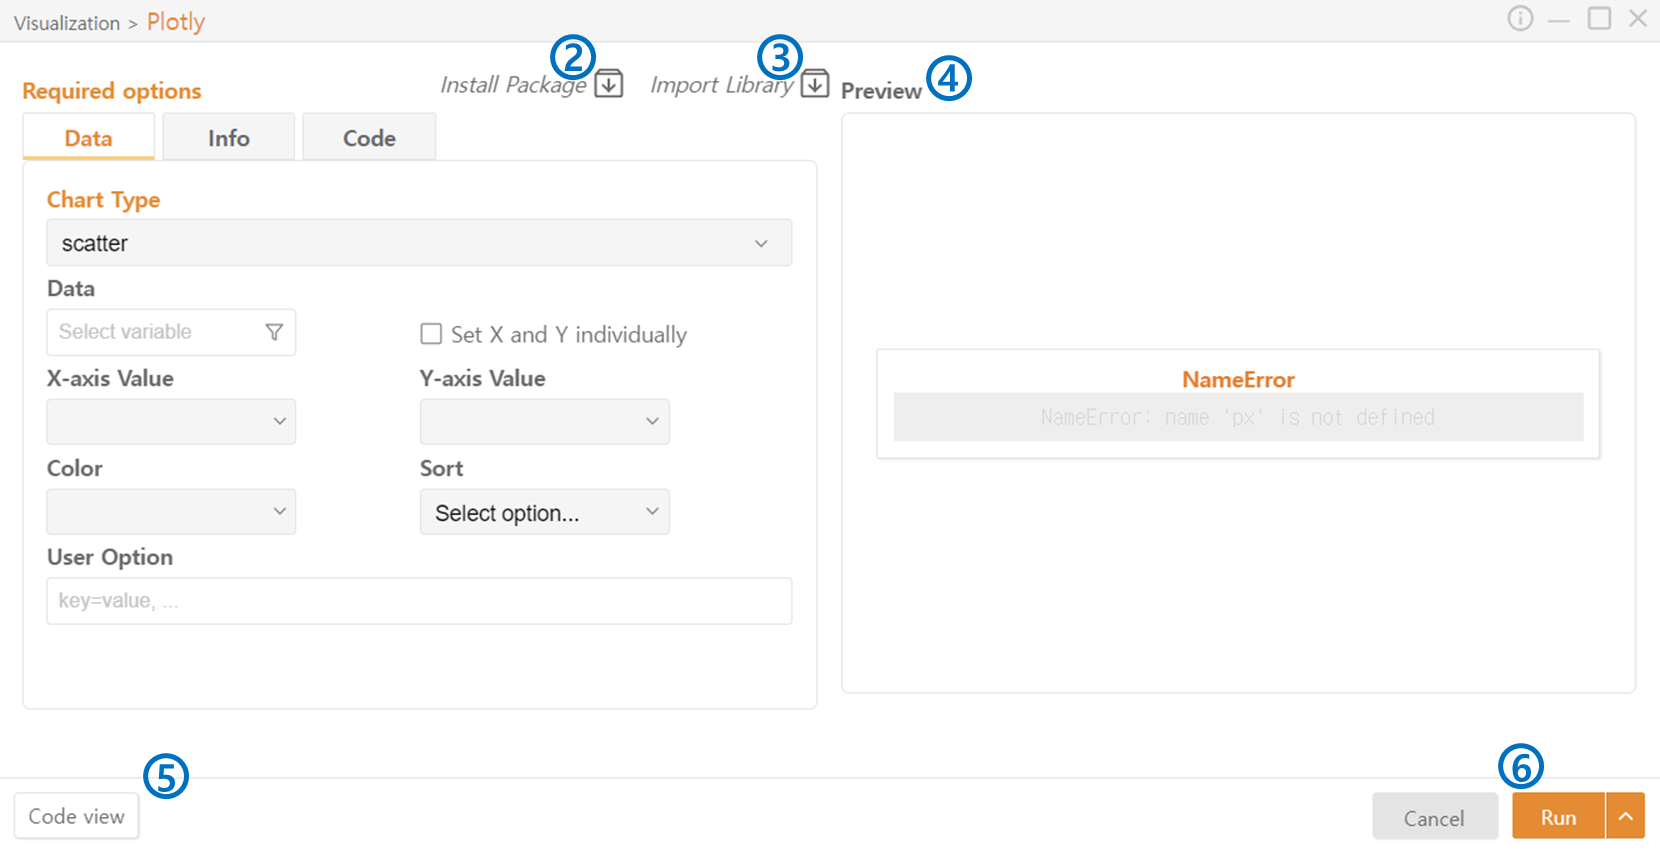 Visualization > Plotly
② ③ ④
Required options Install Package Import Library Preview
Data Info Code
Chart Type
scatter
Data
Select variable Set X and Y individually
X-axis Value Y-axis Value
Color Sort
Select option...
User Option
key=value, ...
NameError
NameError: name 'px' is not defined
⑤ ⑥
Code view Cancel Run